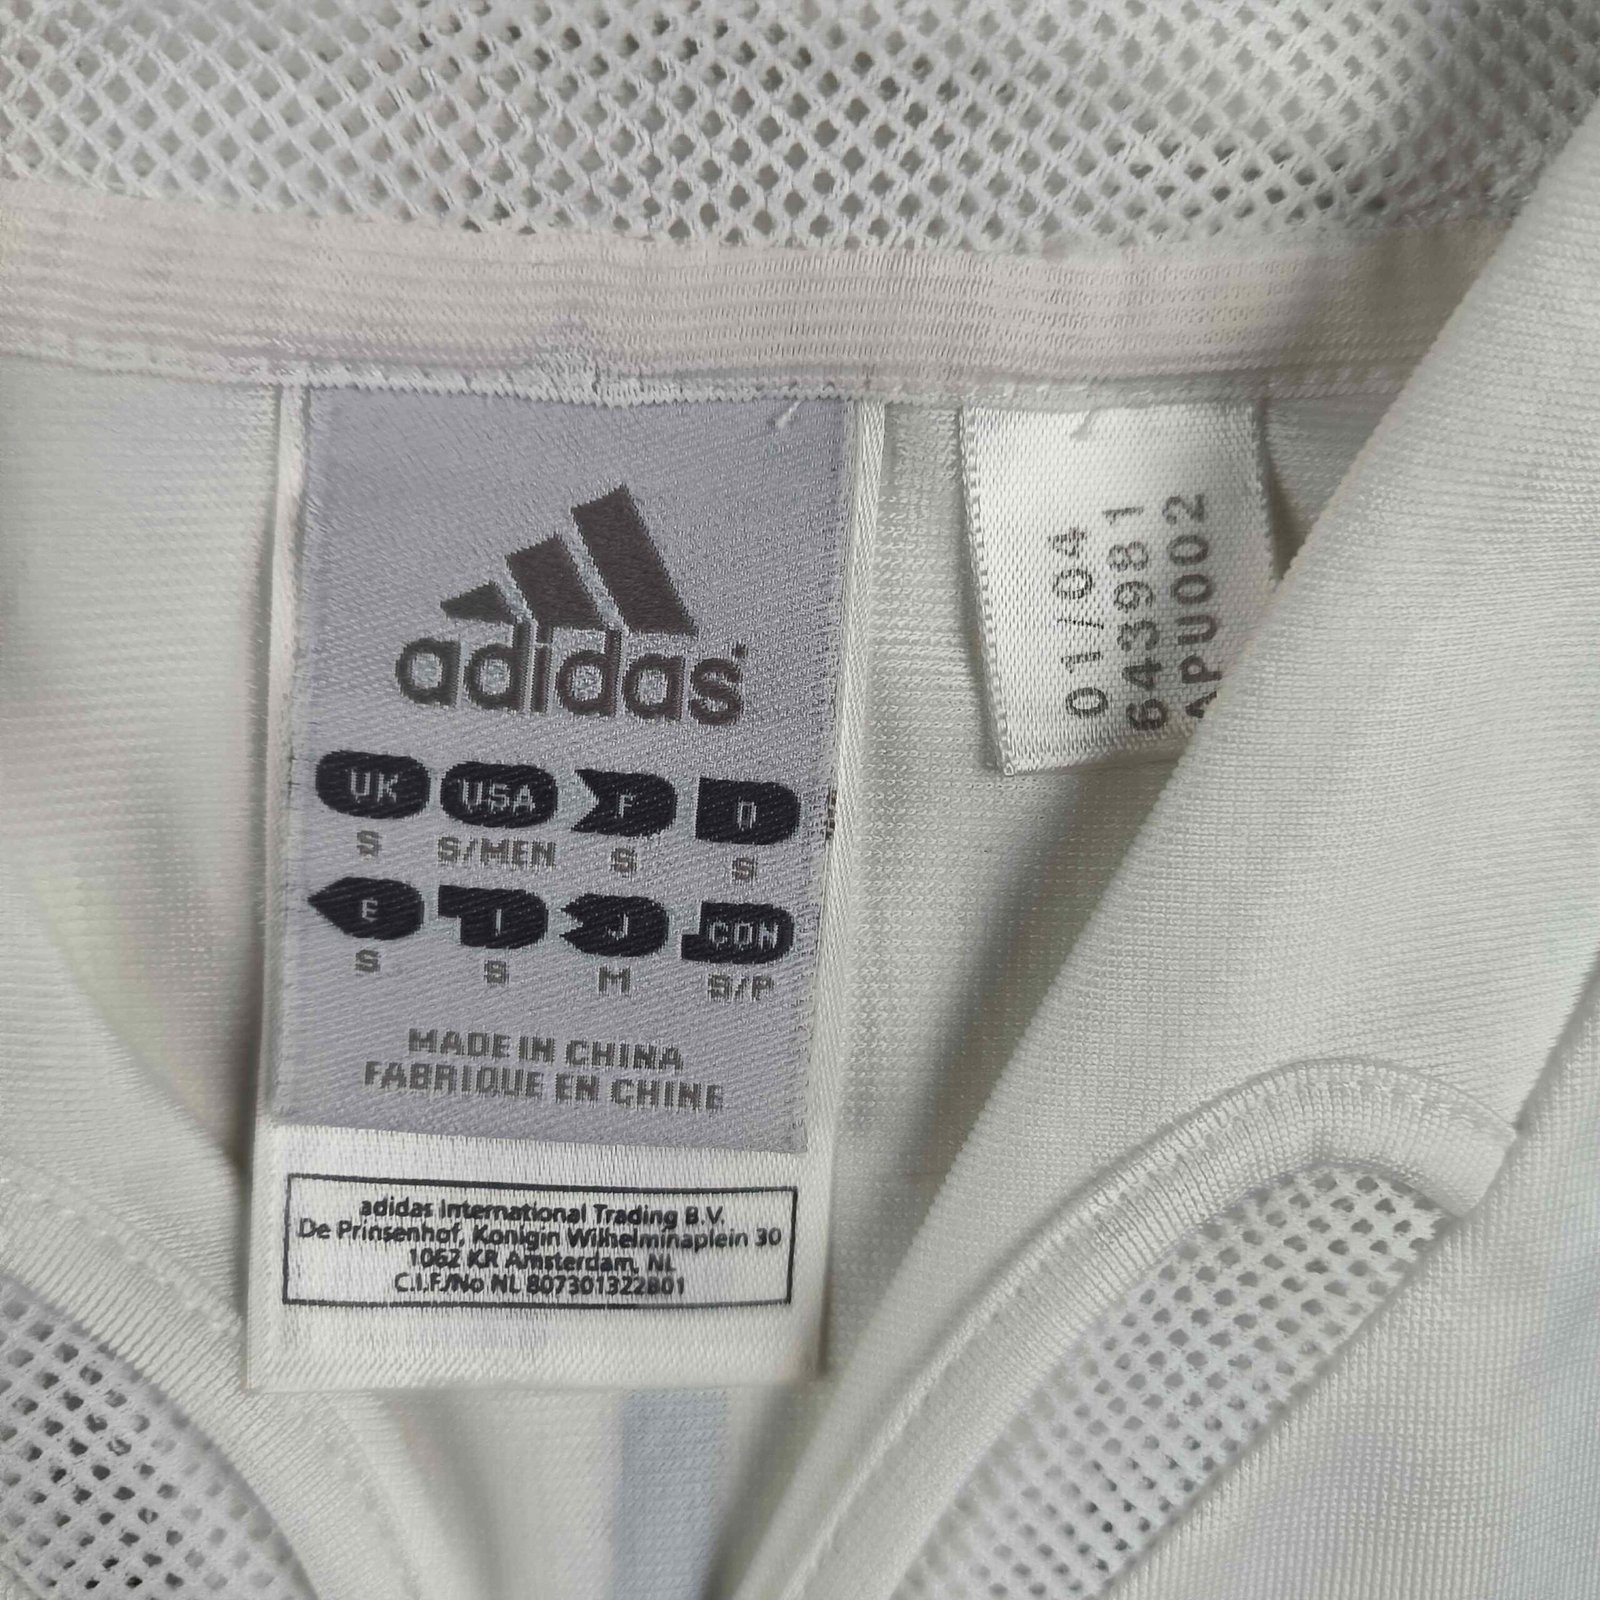 adidas
UK USA F D
S S/MEN S S
E I J CON
S S M S/P
MADE IN CHINA
FABRIQUE EN CHINE
adidas International Trading B.V.
De Prinsenhof, Konigin Wilhelminaplein 30
1062 KR Amsterdam, NL
C.I.F./No NL 807301322B01
01/04
643981
APU002